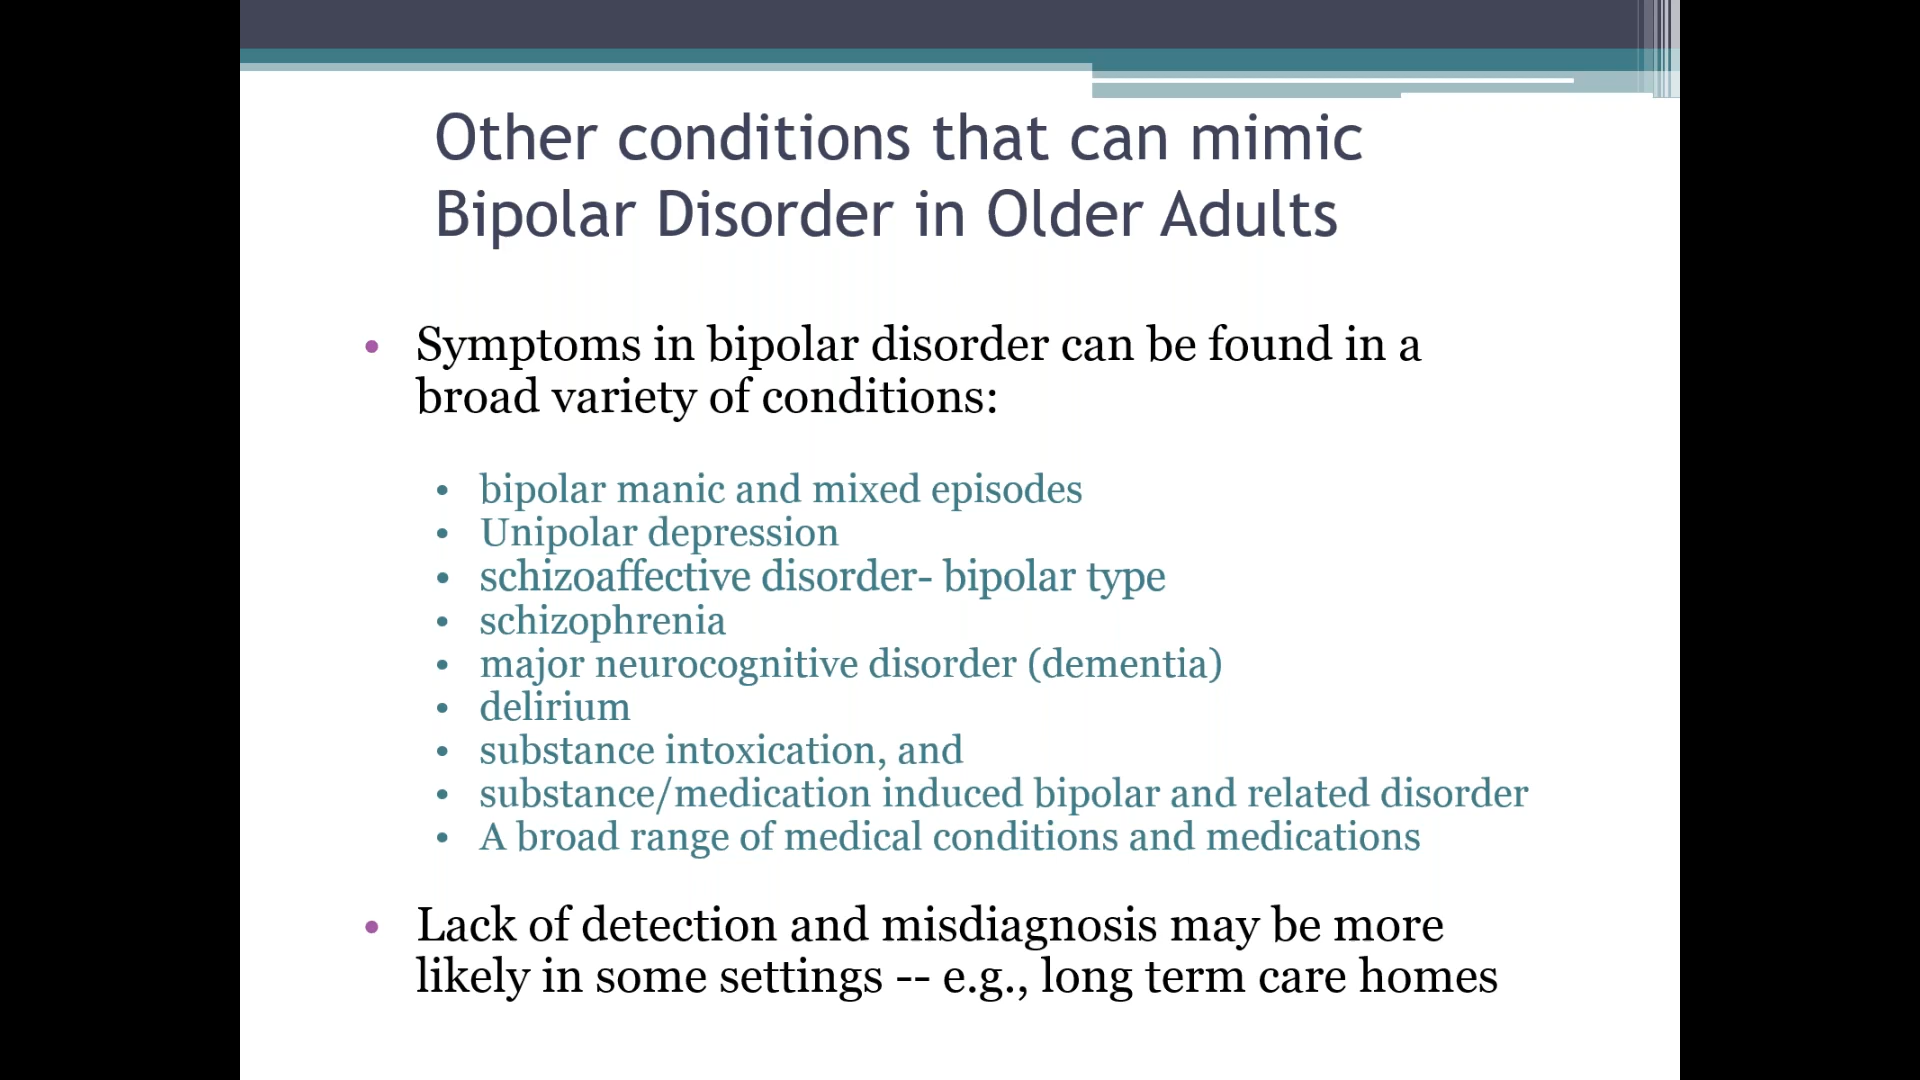 Other conditions that can mimic
Bipolar Disorder in Older Adults
• Symptoms in bipolar disorder can be found in a
broad variety of conditions:
• bipolar manic and mixed episodes
• Unipolar depression
• schizoaffective disorder- bipolar type
• schizophrenia
• major neurocognitive disorder (dementia)
• delirium
• substance intoxication, and
• substance/medication induced bipolar and related disorder
• A broad range of medical conditions and medications
• Lack of detection and misdiagnosis may be more
likely in some settings -- e.g., long term care homes